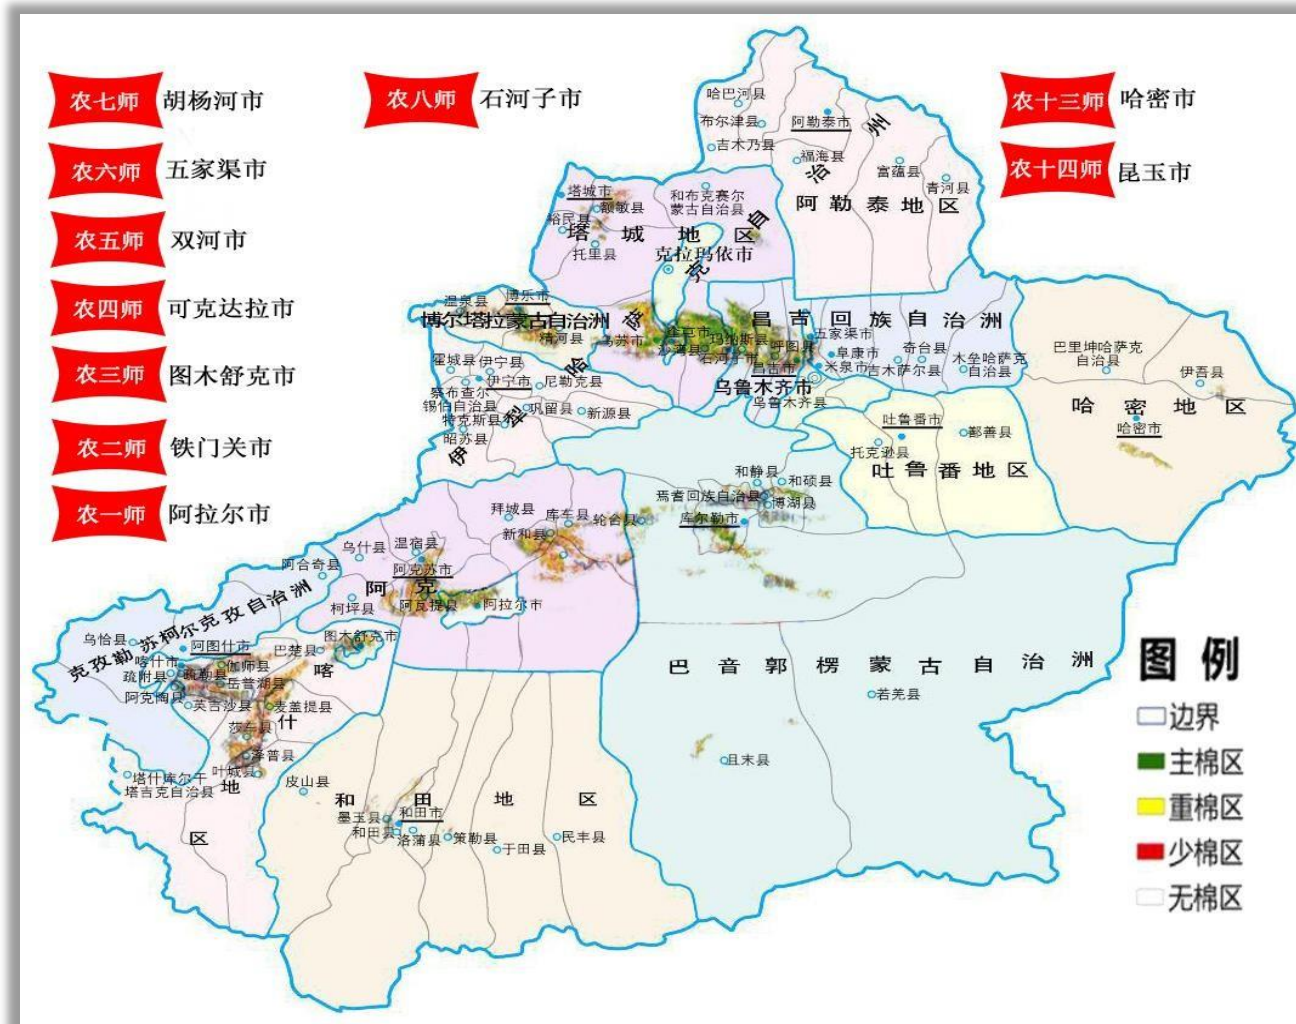 农七师 胡杨河市
农八师 石河子市
农十三师 哈密市
农六师 五家渠市
农十四师 昆玉市
农五师 双河市
农四师 可克达拉市
农三师 图木舒克市
农二师 铁门关市
农一师 阿拉尔市
哈巴河县
布尔津县
阿勒泰市
吉木乃县
福海县
富蕴县
青河县
阿勒泰地区
塔城市
额敏县
和布克赛尔
蒙古自治县
裕民县
塔城地区
托里县
克拉玛依市
伊犁哈萨克自治州
温泉县
博乐市
博尔塔拉蒙古自治洲
精河县
乌苏市
奎屯市
沙湾县
玛纳斯县
石河子市
呼图县
昌吉市
昌吉回族自治洲
五家渠市
阜康市
米泉市
吉木萨尔县
奇台县
木垒哈萨克
自治县
乌鲁木齐市
乌鲁木齐县
巴里坤哈萨克
自治县
伊吾县
哈密地区
哈密市
霍城县
伊宁县
伊宁市
尼勒克县
察布查尔
锡伯自治县
巩留县
新源县
特克斯县
昭苏县
吐鲁番市
鄯善县
托克逊县
吐鲁番地区
和静县
和硕县
焉耆回族自治县
博湖县
库尔勒市
轮台县
拜城县
库车县
新和县
乌什县
温宿县
阿克苏市
阿克
阿瓦提县
阿拉尔市
柯坪县
阿合奇县
克孜勒苏柯尔克孜自治洲
乌恰县
阿图什市
喀什市
疏附县
疏勒县
伽师县
岳普湖县
阿克陶县
英吉沙县
巴楚县
图木舒克市
麦盖提县
莎车县
泽普县
叶城县
塔什库尔干
塔吉克自治县
喀什地区
皮山县
和田地区
墨玉县
和田市
和田县
洛蒲县
策勒县
于田县
民丰县
巴音郭楞蒙古自治洲
若羌县
且末县
图例
边界
主棉区
重棉区
少棉区
无棉区